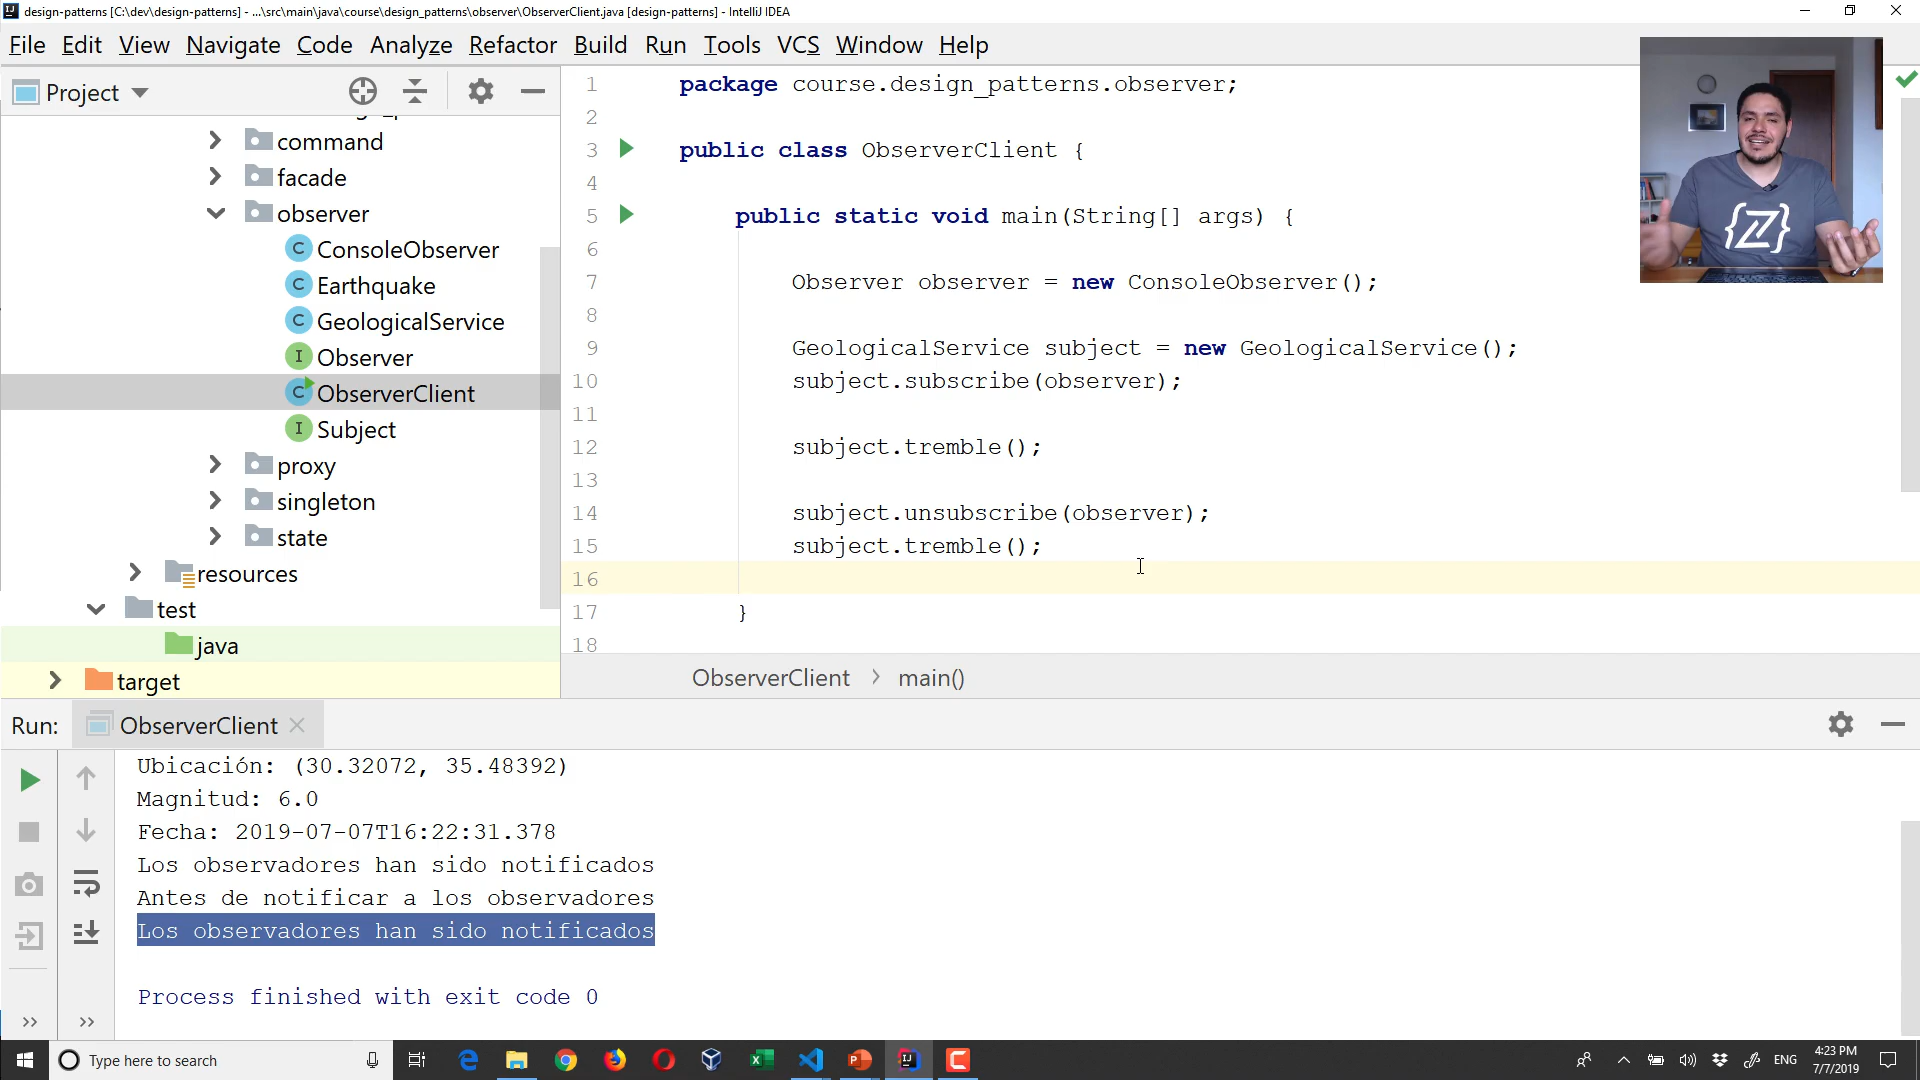 design-patterns [C:\dev\design-patterns] - ...\src\main\java\course\design_patterns\observer\ObserverClient.java [design-patterns] - IntelliJ IDEA
File Edit View Navigate Code Analyze Refactor Build Run Tools VCS Window Help
Project
command
facade
observer
ConsoleObserver
Earthquake
GeologicalService
Observer
ObserverClient
Subject
proxy
singleton
state
resources
test
java
target
1 package course.design_patterns.observer;
2
3 public class ObserverClient {
4
5 public static void main(String[] args) {
6
7 Observer observer = new ConsoleObserver();
8
9 GeologicalService subject = new GeologicalService();
10 subject.subscribe(observer);
11
12 subject.tremble();
13
14 subject.unsubscribe(observer);
15 subject.tremble();
16
17 }
18
ObserverClient > main()
{Z}
Run: ObserverClient
Ubicación: (30.32072, 35.48392)
Magnitud: 6.0
Fecha: 2019-07-07T16:22:31.378
Los observadores han sido notificados
Antes de notificar a los observadores
Los observadores han sido notificados
Process finished with exit code 0
Type here to search
ENG
4:23 PM
7/7/2019